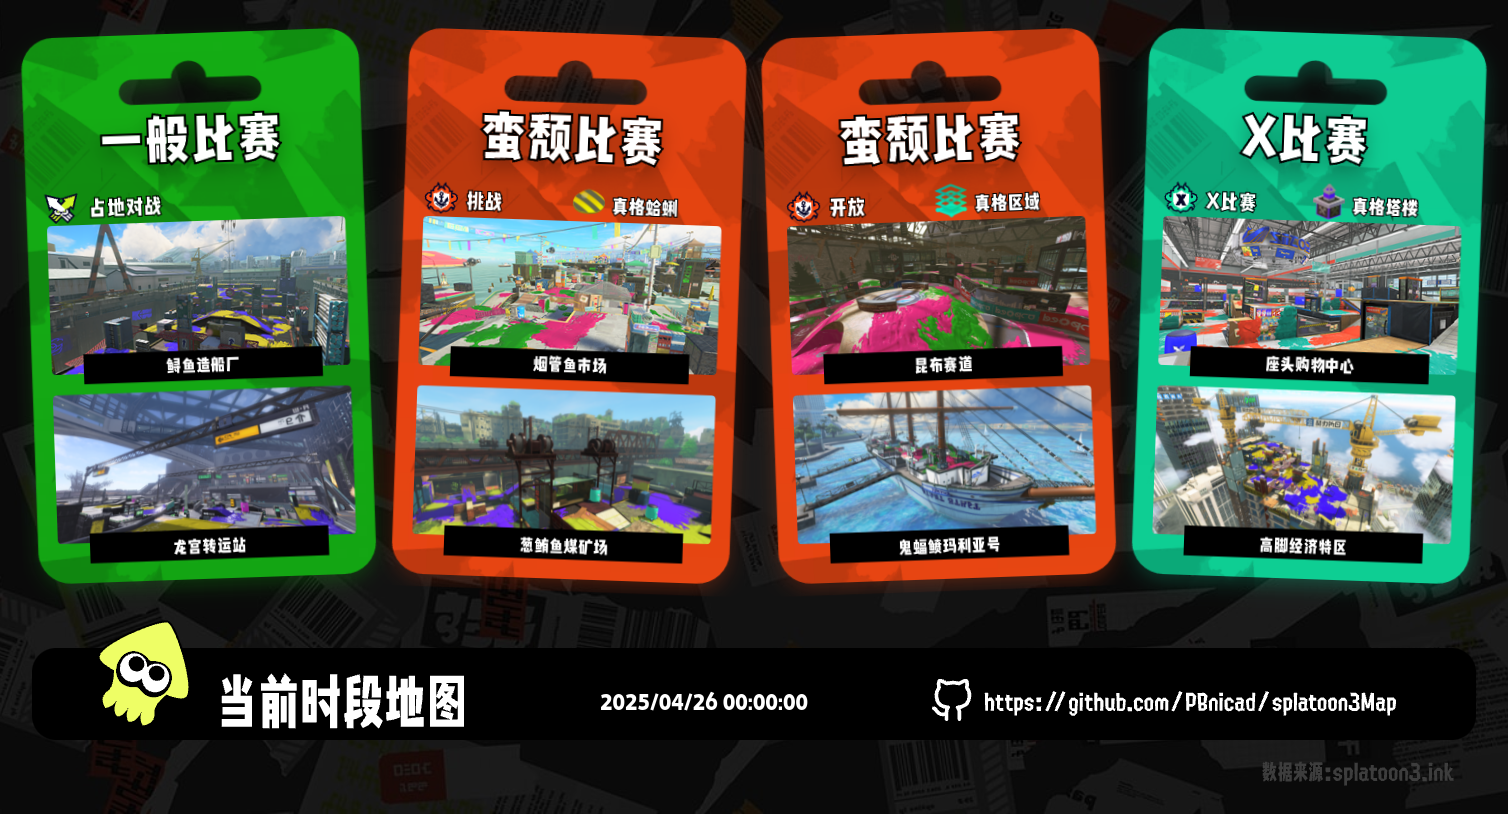 一般比赛
占地对战
鲟鱼造船厂
龙宫转运站
蛮颓比赛
挑战
真格蛤蜊
烟管鱼市场
葱鲔鱼煤矿场
蛮颓比赛
开放
真格区域
昆布赛道
鬼蝠鲼玛利亚号
X比赛
X比赛
真格塔楼
座头购物中心
高脚经济特区
当前时段地图
2025/04/26 00:00:00
https://github.com/PBnicad/splatoon3Map
数据来源:splatoon3.ink